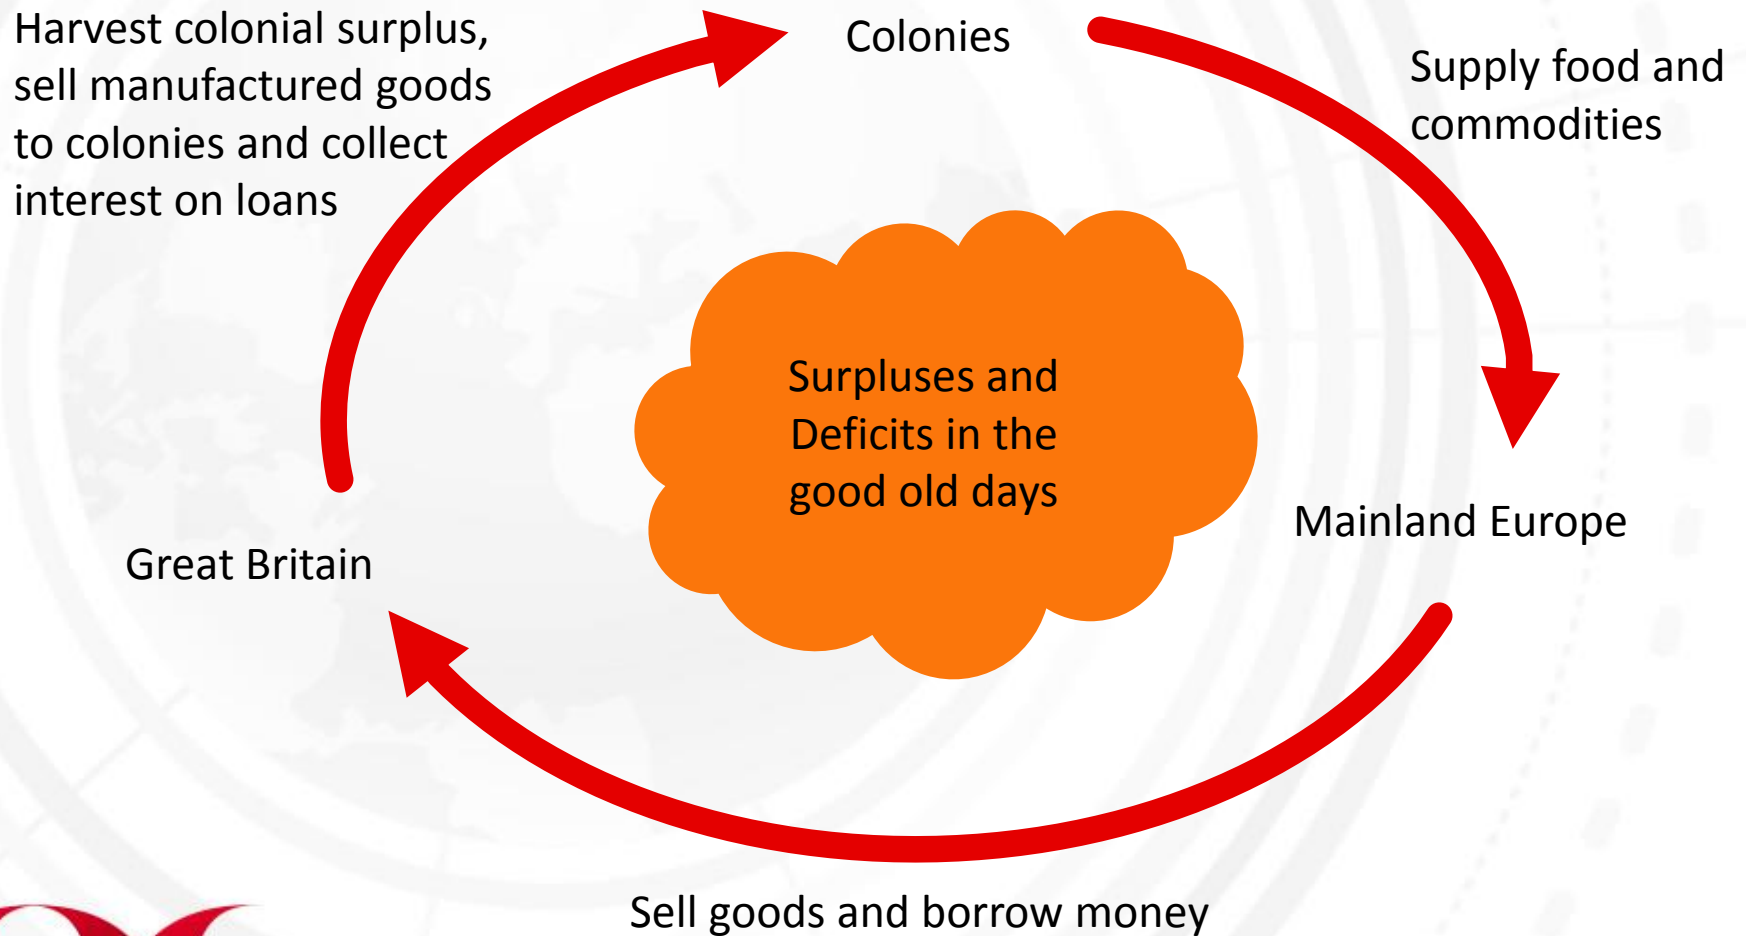 Harvest colonial surplus,
sell manufactured goods
to colonies and collect
interest on loans
Colonies
Supply food and
commodities
Surpluses and
Deficits in the
good old days
Mainland Europe
Great Britain
Sell goods and borrow money